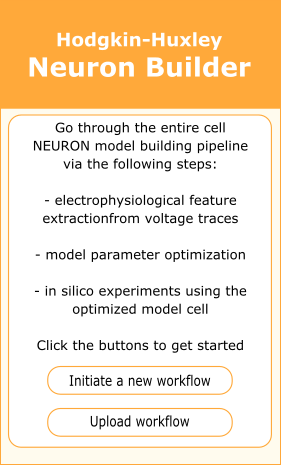 Hodgkin-Huxley
Neuron Builder
Go through the entire cell
NEURON model building pipeline
via the following steps:
- electrophysiological feature
extractionfrom voltage traces
- model parameter optimization
- in silico experiments using the
optimized model cell
Click the buttons to get started
Initiate a new workflow
Upload workflow